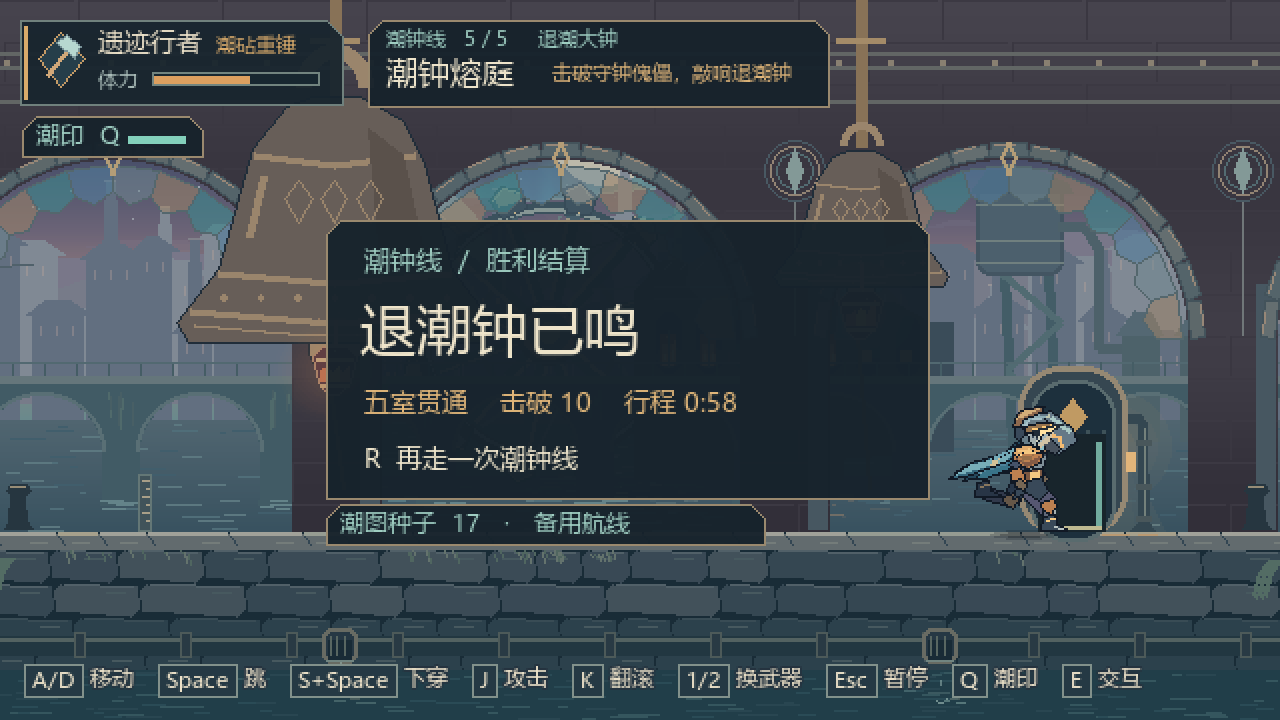 遗迹行者 潮砧重锤
体力
潮印 Q
潮钟线 5 / 5 退潮大钟
潮钟熔庭 击破守钟傀儡，敲响退潮钟
潮钟线 / 胜利结算
退潮钟已鸣
五室贯通 击破 10 行程 0:58
R 再走一次潮钟线
潮图种子 17 · 备用航线
A/D 移动 Space 跳 S+Space 下穿 J 攻击 K 翻滚 1/2 换武器 Esc 暂停 Q 潮印 E 交互